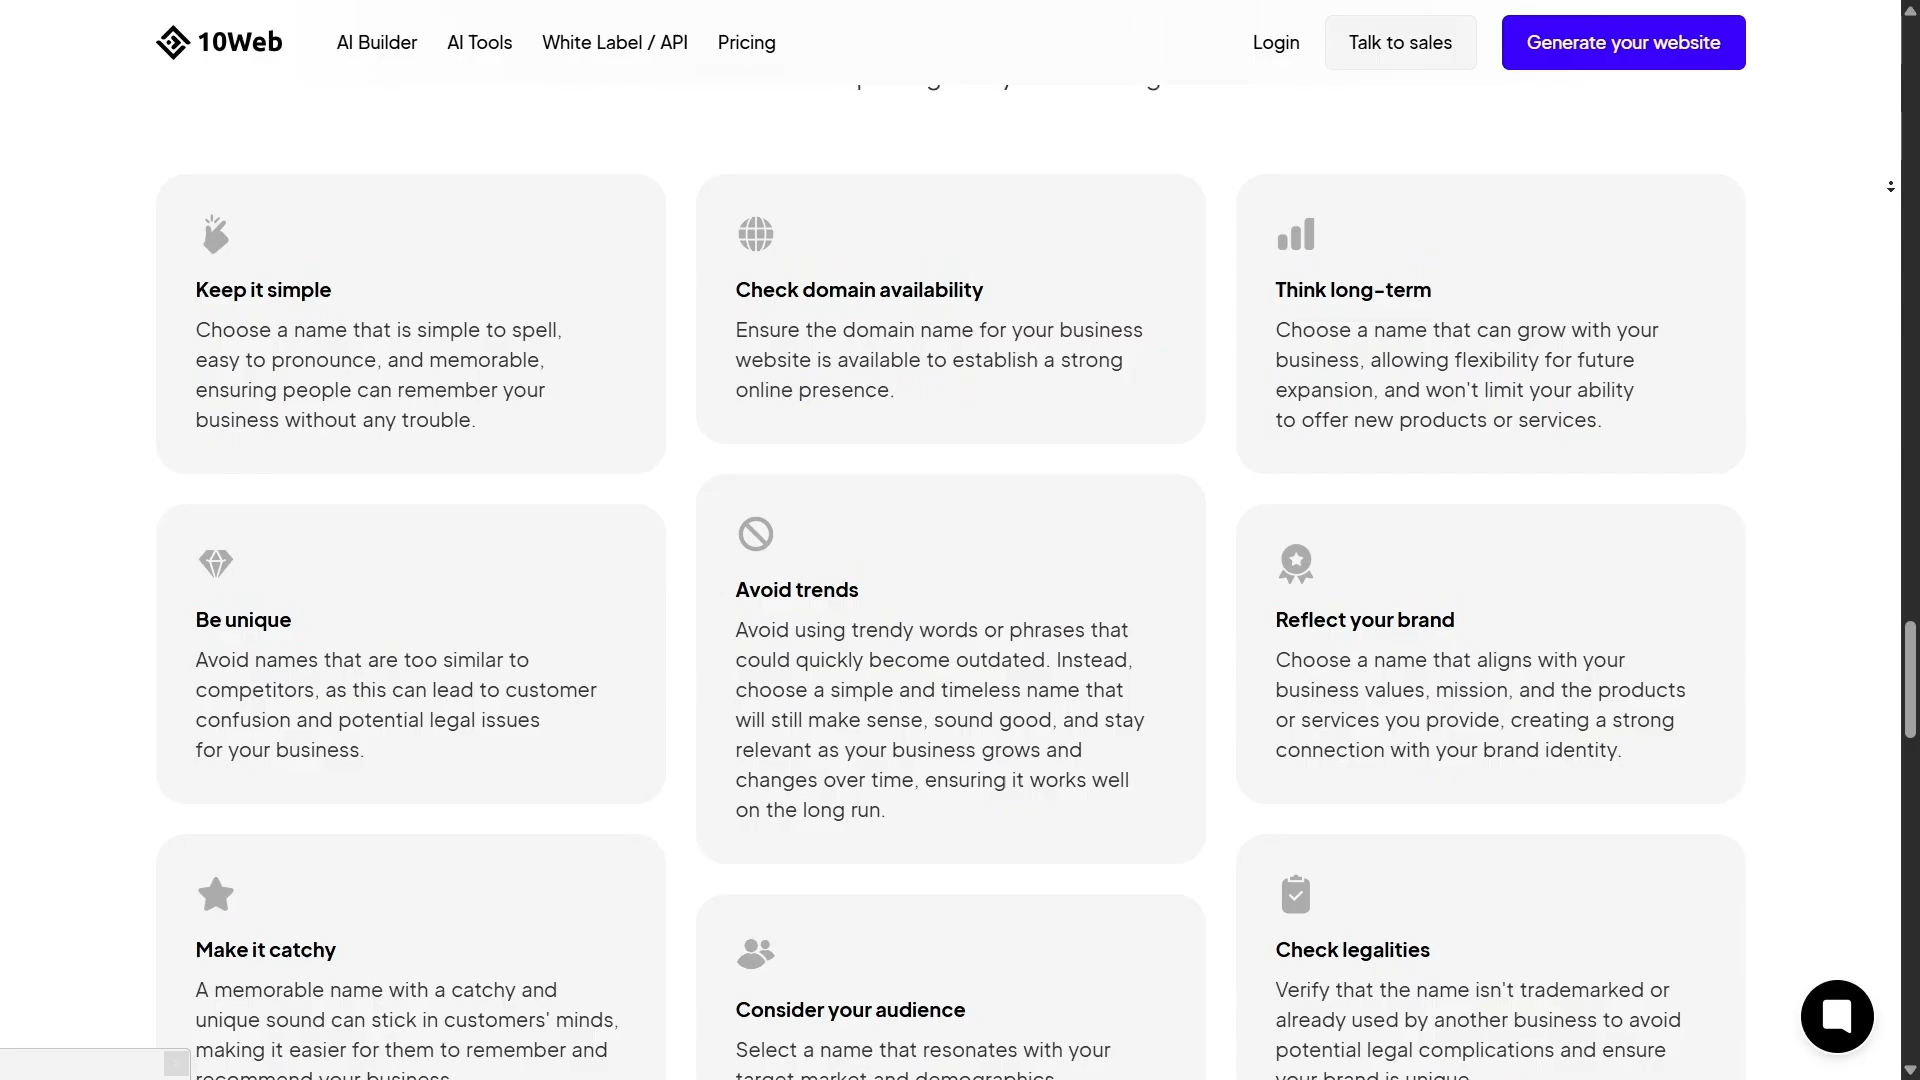 10Web
AI Builder
AI Tools
White Label / API
Pricing
Login
Talk to sales
Generate your website
Keep it simple
Choose a name that is simple to spell,
easy to pronounce, and memorable,
ensuring people can remember your
business without any trouble.
Check domain availability
Ensure the domain name for your business
website is available to establish a strong
online presence.
Think long-term
Choose a name that can grow with your
business, allowing flexibility for future
expansion, and won't limit your ability
to offer new products or services.
Be unique
Avoid names that are too similar to
competitors, as this can lead to customer
confusion and potential legal issues
for your business.
Avoid trends
Avoid using trendy words or phrases that
could quickly become outdated. Instead,
choose a simple and timeless name that
will still make sense, sound good, and stay
relevant as your business grows and
changes over time, ensuring it works well
on the long run.
Reflect your brand
Choose a name that aligns with your
business values, mission, and the products
or services you provide, creating a strong
connection with your brand identity.
Make it catchy
A memorable name with a catchy and
unique sound can stick in customers' minds,
making it easier for them to remember and
recommend your business.
Consider your audience
Select a name that resonates with your
target market and demographics.
Check legalities
Verify that the name isn't trademarked or
already used by another business to avoid
potential legal complications and ensure
your brand is unique.